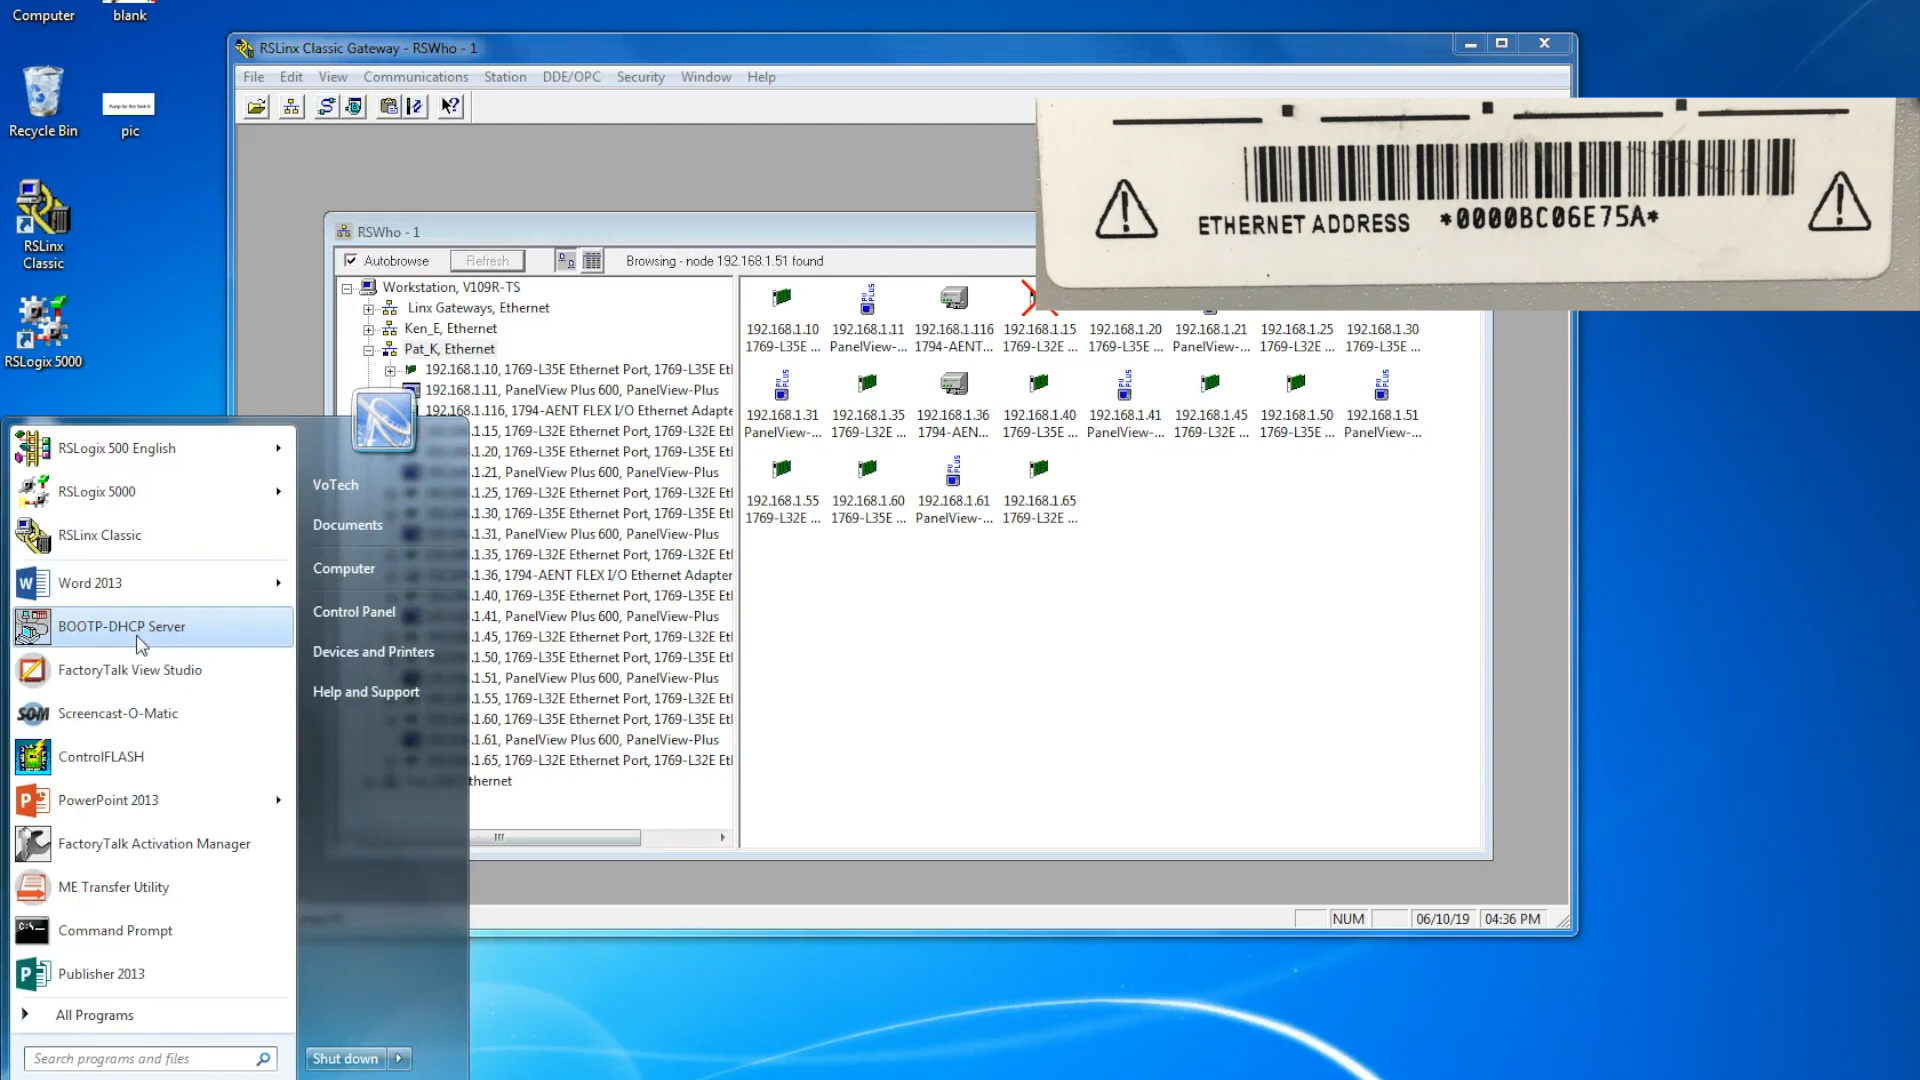 Computer
blank
Recycle Bin
pic
RSLinx
Classic
RSLogix 5000
RSLinx Classic Gateway - RSWho - 1
File Edit View Communications Station DDE/OPC Security Window Help
RSWho - 1
Autobrowse Refresh Browsing - node 192.168.1.51 found
Workstation, V109R-TS
Linx Gateways, Ethernet
Ken_E, Ethernet
Pat_K, Ethernet
192.168.1.10, 1769-L35E Ethernet Port, 1769-L35E Et
192.168.1.11, PanelView Plus 600, PanelView-Plus
192.168.1.116, 1794-AENT FLEX I/O Ethernet Adapte
.1.15, 1769-L32E Ethernet Port, 1769-L32E Etl
.1.20, 1769-L35E Ethernet Port, 1769-L35E Etl
.1.21, PanelView Plus 600, PanelView-Plus
.1.25, 1769-L32E Ethernet Port, 1769-L32E Etl
.1.30, 1769-L35E Ethernet Port, 1769-L35E Etl
.1.31, PanelView Plus 600, PanelView-Plus
.1.35, 1769-L32E Ethernet Port, 1769-L32E Etl
.1.36, 1794-AENT FLEX I/O Ethernet Adapter
.1.40, 1769-L35E Ethernet Port, 1769-L35E Etl
.1.41, PanelView Plus 600, PanelView-Plus
.1.45, 1769-L32E Ethernet Port, 1769-L32E Etl
.1.50, 1769-L35E Ethernet Port, 1769-L35E Etl
.1.51, PanelView Plus 600, PanelView-Plus
.1.55, 1769-L32E Ethernet Port, 1769-L32E Etl
.1.60, 1769-L35E Ethernet Port, 1769-L35E Etl
.1.61, PanelView Plus 600, PanelView-Plus
.1.65, 1769-L32E Ethernet Port, 1769-L32E Etl
thernet
192.168.1.10 192.168.1.11 192.168.1.116 192.168.1.15 192.168.1.20 192.168.1.21 192.168.1.25 192.168.1.30
1769-L35E ... PanelView-... 1794-AENT... 1769-L32E ... 1769-L35E ... PanelView-... 1769-L32E ... 1769-L35E ...
192.168.1.31 192.168.1.35 192.168.1.36 192.168.1.40 192.168.1.41 192.168.1.45 192.168.1.50 192.168.1.51
PanelView-... 1769-L32E ... 1794-AEN... 1769-L35E ... PanelView-... 1769-L32E ... 1769-L35E ... PanelView-...
192.168.1.55 192.168.1.60 192.168.1.61 192.168.1.65
1769-L32E ... 1769-L35E ... PanelView-... 1769-L32E ...
ETHERNET ADDRESS *0000BC06E75A*
RSLogix 500 English
RSLogix 5000
RSLinx Classic
Word 2013
BOOTP-DHCP Server
FactoryTalk View Studio
Screencast-O-Matic
ControlFLASH
PowerPoint 2013
FactoryTalk Activation Manager
ME Transfer Utility
Command Prompt
Publisher 2013
All Programs
Search programs and files
VoTech
Documents
Computer
Control Panel
Devices and Printers
Help and Support
Shut down
NUM 06/10/19 04:36 PM